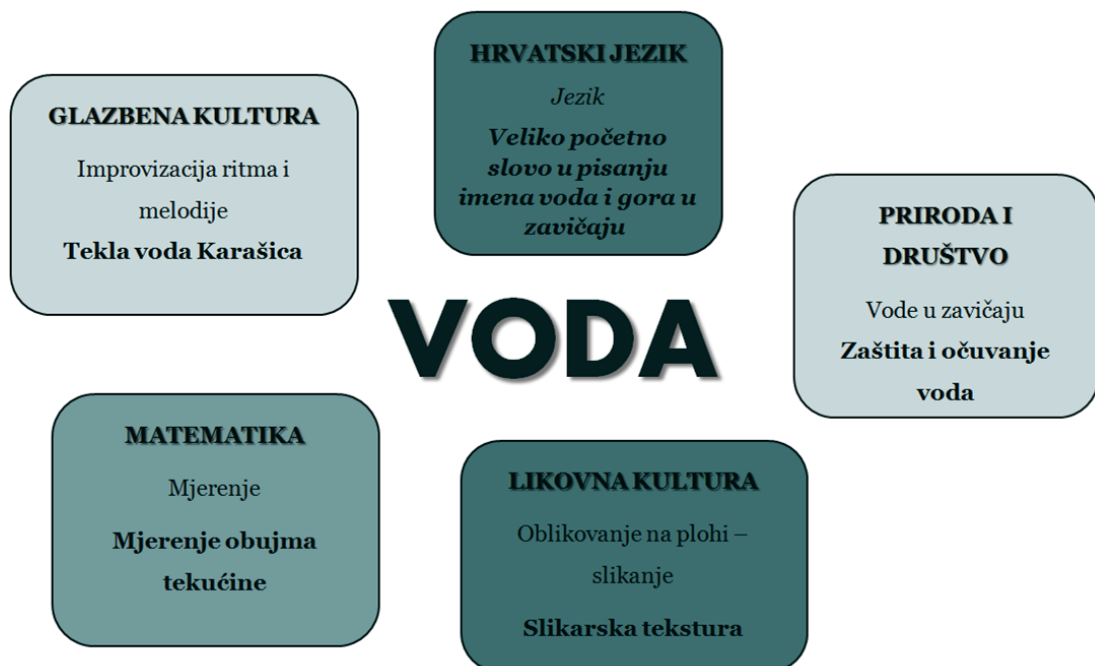 HRVATSKI JEZIK
Jezik
Veliko početno
slovo u pisanju
imena voda i gora u
zavičaju
GLAZBENA KULTURA
Improvizacija ritma i
melodije
Tekla voda Karašica
PRIRODA I
DRUŠTVO
Vode u zavičaju
Zaštita i očuvanje
voda
VODA
MATEMATIKA
Mjerenje
Mjerenje obujma
tekućine
LIKOVNA KULTURA
Oblikovanje na plohi –
slikanje
Slikarska tekstura